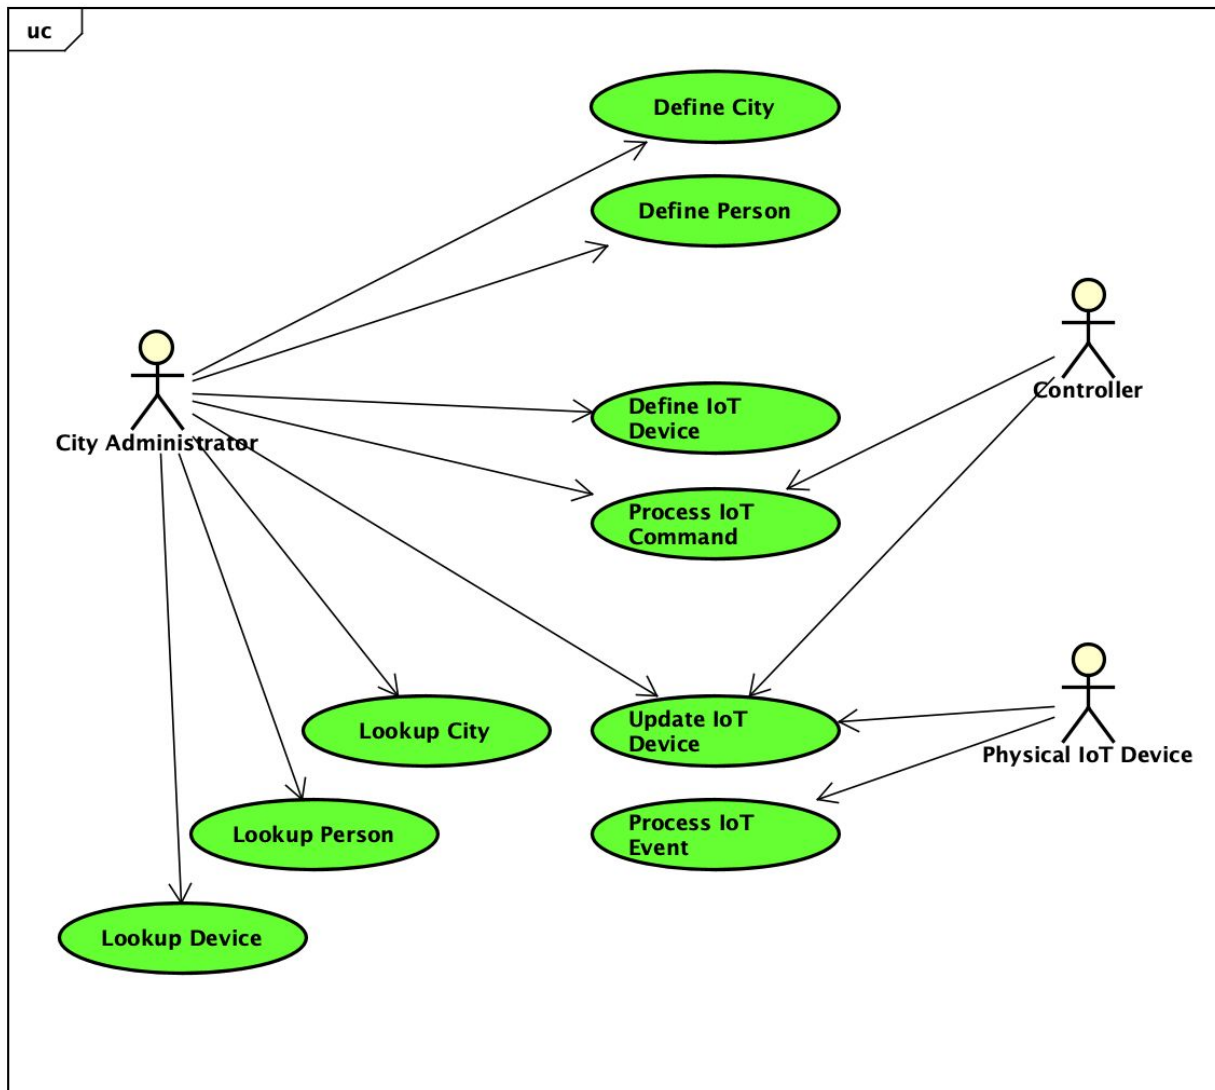 uc
Define City
Define Person
Controller
Define IoT
Device
City Administrator
Process IoT
Command
Lookup City
Update IoT
Device
Physical IoT Device
Lookup Person
Process IoT
Event
Lookup Device